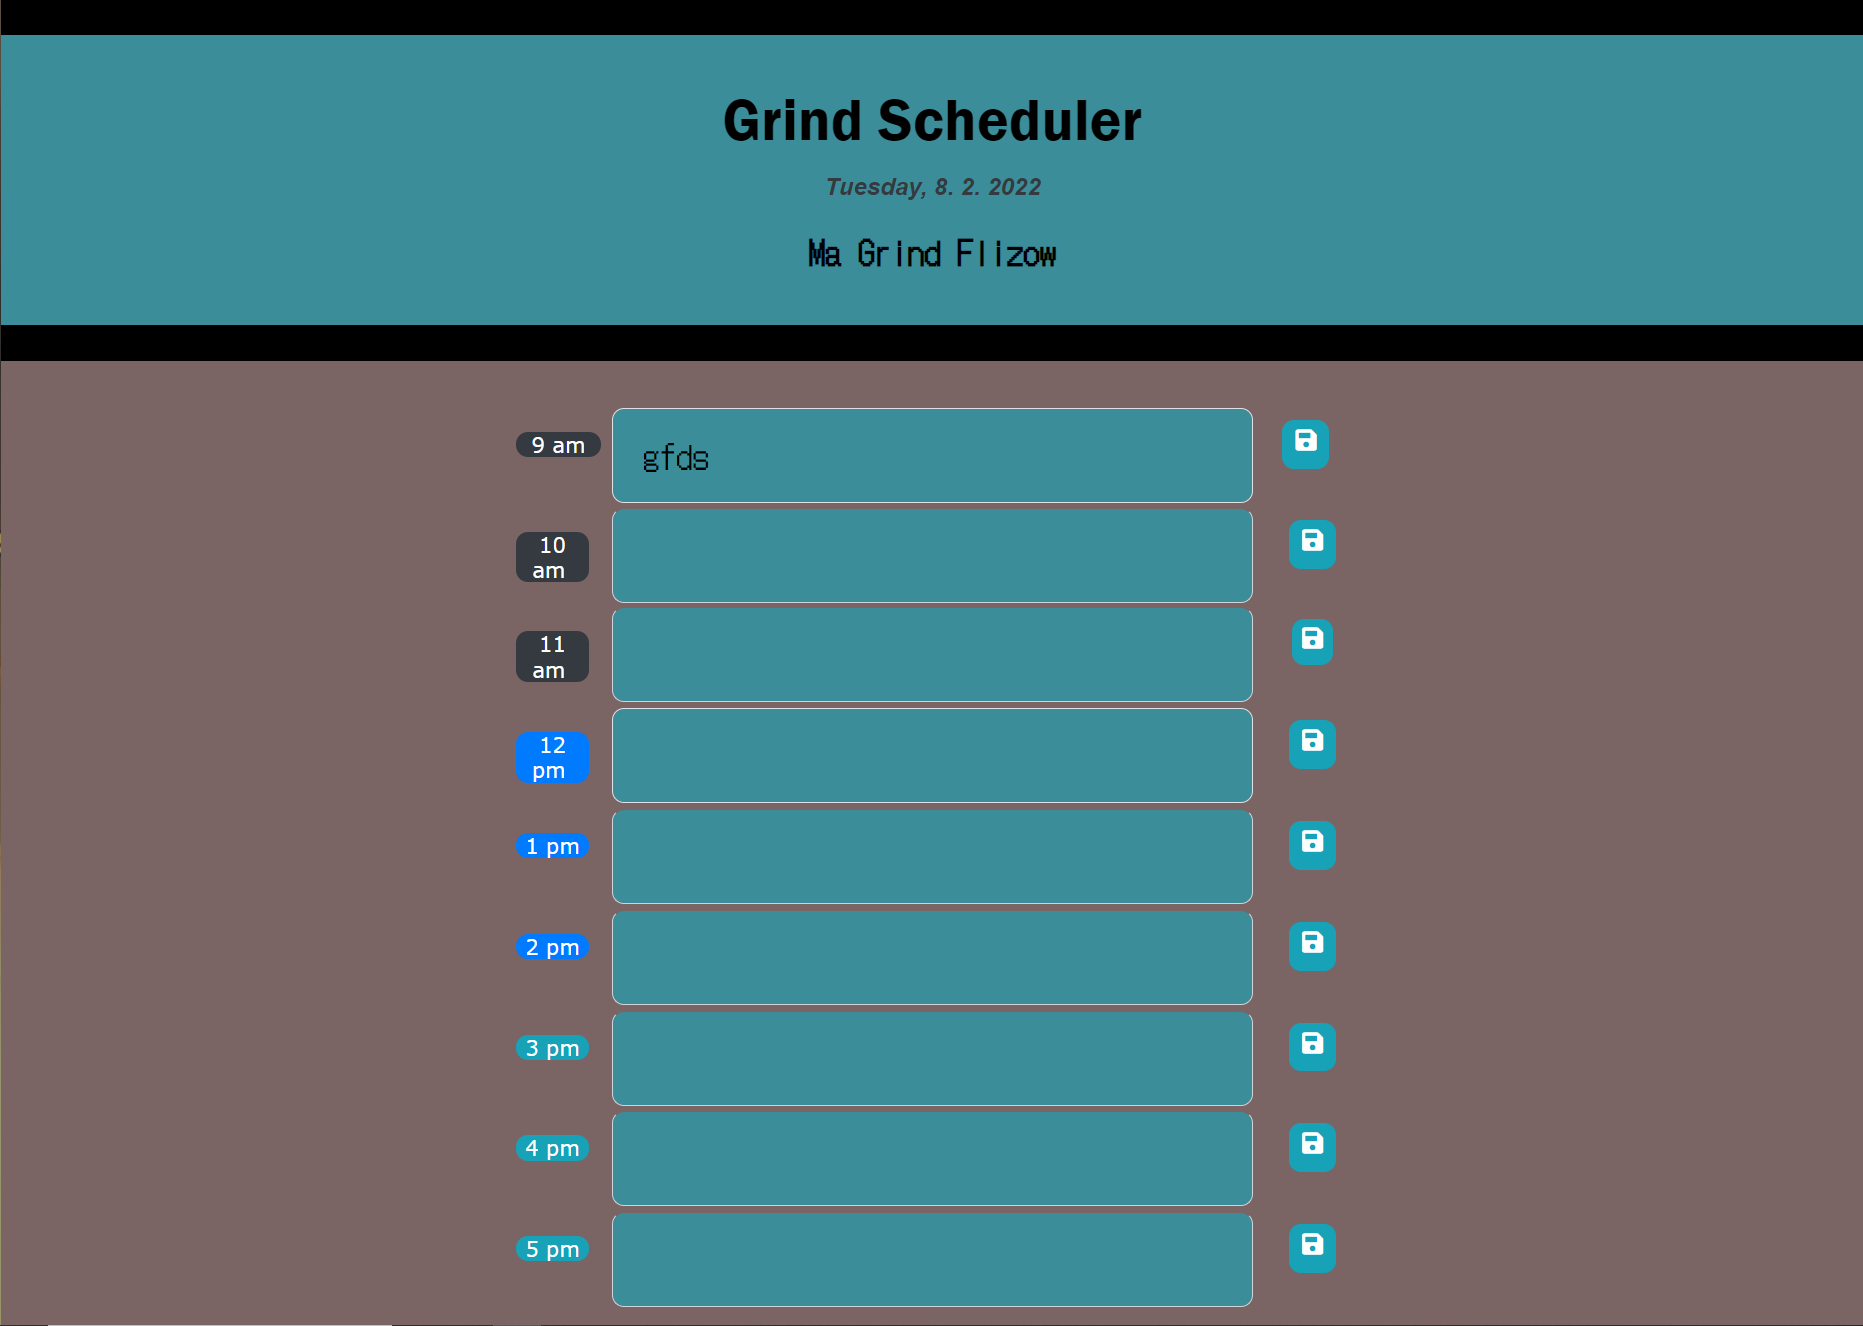 Grind Scheduler
Tuesday, 8. 2. 2022
Ma Grind Flizow
9 am
gfds
10
am
11
am
12
pm
1 pm
2 pm
3 pm
4 pm
5 pm